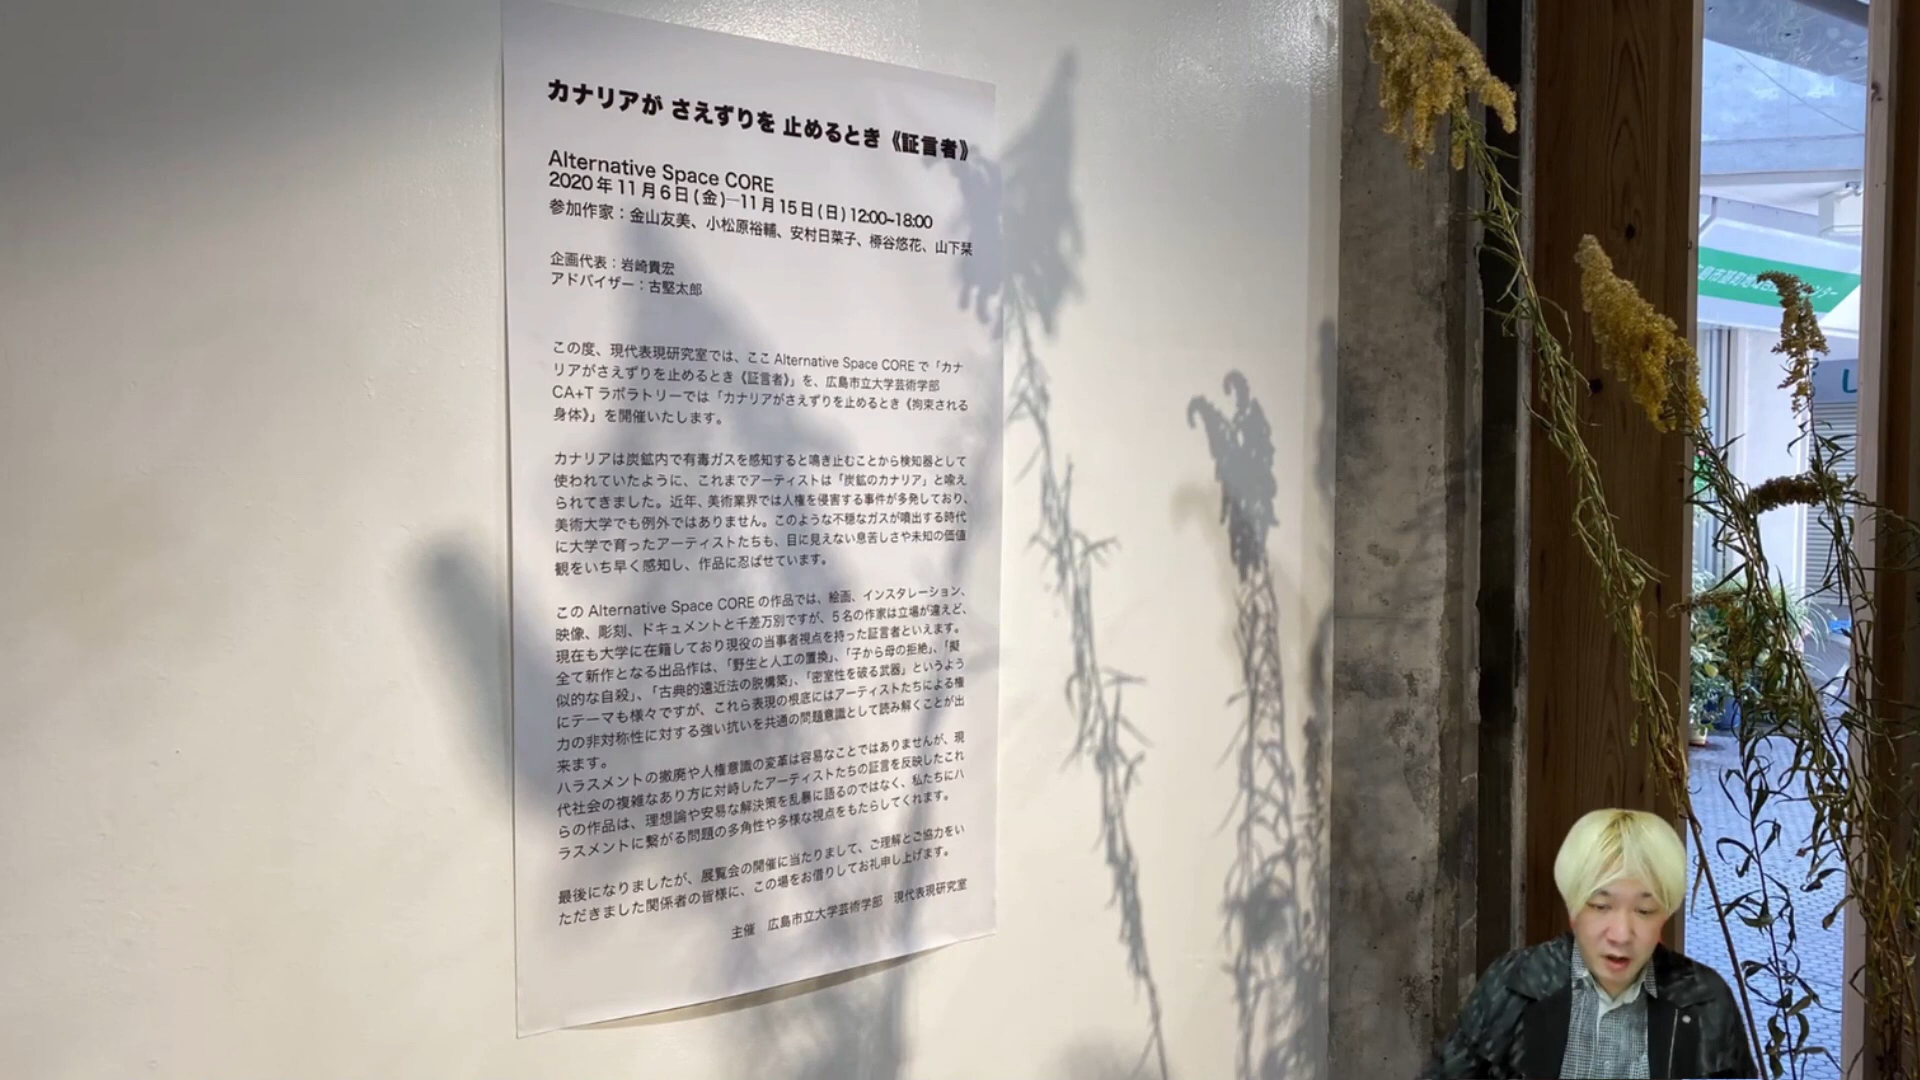 カナリアが さえずりを 止めるとき《証言者》
Alternative Space CORE
2020年11月6日(金)―11月15日(日)12:00~18:00
参加作家：金山友美、小松原裕輔、安村日菜子、樽谷悠花、山下栞
企画代表：岩崎貴宏
アドバイザー：古堅太郎
この度、現代表現研究室では、ここ Alternative Space CORE で「カナ
リアがさえずりを止めるとき《証言者》」を、広島市立大学芸術学部
CA+T ラボラトリーでは「カナリアがさえずりを止めるとき《拘束される
身体》」を開催いたします。
カナリアは炭鉱内で有毒ガスを感知すると鳴き止むことから検知器として
使われていたように、これまでアーティストは「炭鉱のカナリア」と喩え
られてきました。近年、美術業界では人権を侵害する事件が多発しており、
美術大学でも例外ではありません。このような不穏なガスが噴出する時代
に大学で育ったアーティストたちも、目に見えない息苦しさや未知の価値
観をいち早く感知し、作品に忍ばせています。
この Alternative Space CORE の作品では、絵画、インスタレーション、
映像、彫刻、ドキュメントと千差万別ですが、5名の作家は立場が違えど、
現在も大学に在籍しており現役の当事者視点を持った証言者といえます。
全て新作となる出品作は、「野生と人工の置換」、「子から母の拒絶」、「擬
似的な自殺」、「古典的遠近法の脱構築」、「密室性を破る武器」というよう
にテーマも様々ですが、これら表現の根底にはアーティストたちによる権
力の非対称性に対する強い抗いを共通の問題意識として読み解くことが出
来ます。
ハラスメントの撤廃や人権意識の変革は容易なことではありませんが、現
代社会の複雑なあり方に対峙したアーティストたちの証言を反映したこれ
らの作品は、理想論や安易な解決策を乱暴に語るのではなく、私たちにハ
ラスメントに繋がる問題の多角性や多様な視点をもたらしてくれます。
最後になりましたが、展覧会の開催に当たりまして、ご理解とご協力をい
ただきました関係者の皆様に、この場をお借りしてお礼申し上げます。
主催　広島市立大学芸術学部　現代表現研究室